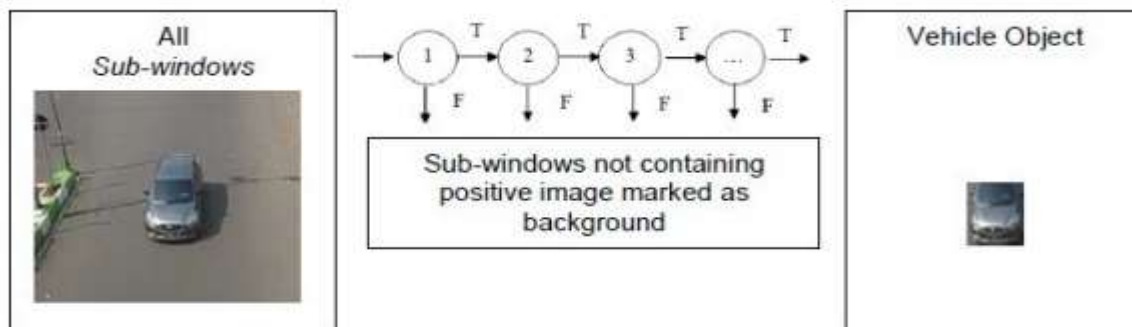 All
Sub-windows
T T T T
1 2 3 ...
F F F F
Sub-windows not containing
positive image marked as
background
Vehicle Object